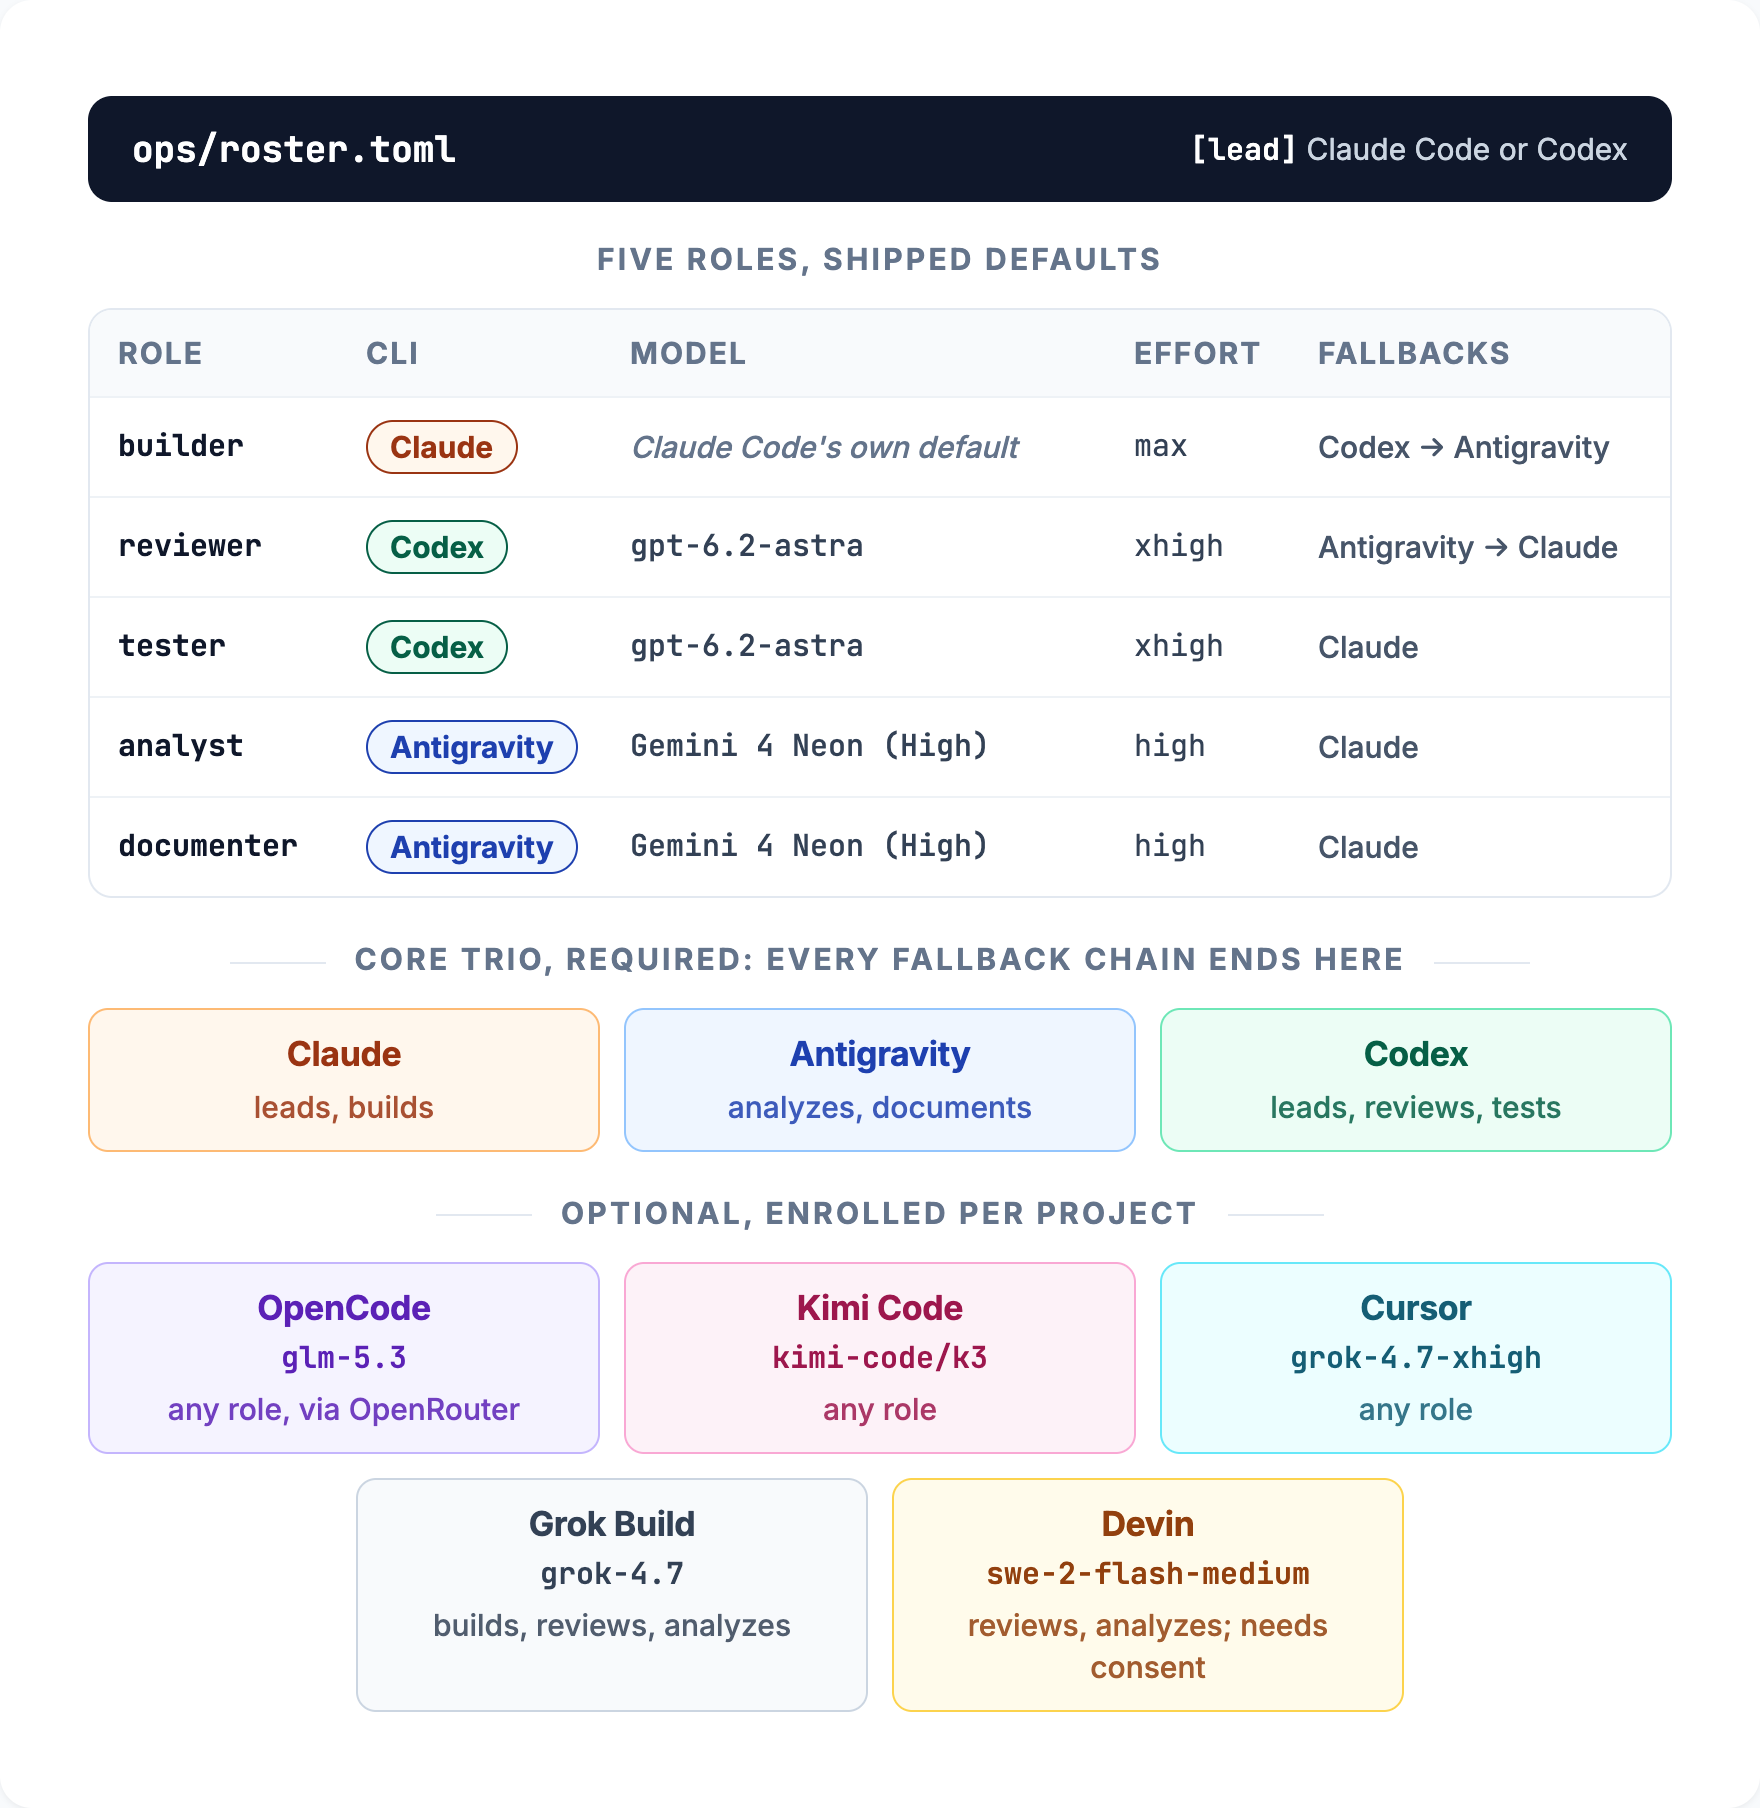 ops/roster.toml
[lead] Claude Code or Codex
FIVE ROLES, SHIPPED DEFAULTS
ROLE CLI MODEL EFFORT FALLBACKS
builder Claude Claude Code's own default max Codex → Antigravity
reviewer Codex gpt-6.2-astra xhigh Antigravity → Claude
tester Codex gpt-6.2-astra xhigh Claude
analyst Antigravity Gemini 4 Neon (High) high Claude
documenter Antigravity Gemini 4 Neon (High) high Claude
CORE TRIO, REQUIRED: EVERY FALLBACK CHAIN ENDS HERE
Claude
leads, builds
Antigravity
analyzes, documents
Codex
leads, reviews, tests
OPTIONAL, ENROLLED PER PROJECT
OpenCode
glm-5.3
any role, via OpenRouter
Kimi Code
kimi-code/k3
any role
Cursor
grok-4.7-xhigh
any role
Grok Build
grok-4.7
builds, reviews, analyzes
Devin
swe-2-flash-medium
reviews, analyzes; needs
consent